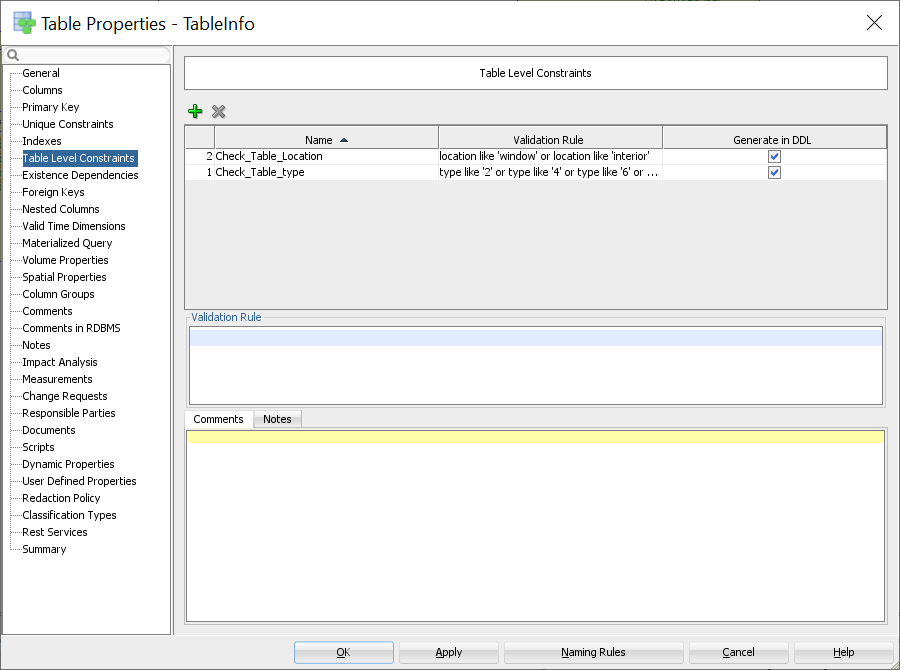 Table Properties - TableInfo
General
Columns
Primary Key
Unique Constraints
Indexes
Table Level Constraints
Existence Dependencies
Foreign Keys
Nested Columns
Valid Time Dimensions
Materialized Query
Volume Properties
Spatial Properties
Column Groups
Comments
Comments in RDBMS
Notes
Impact Analysis
Measurements
Change Requests
Responsible Parties
Documents
Scripts
Dynamic Properties
User Defined Properties
Redaction Policy
Classification Types
Rest Services
Summary
Table Level Constraints
Name Validation Rule Generate in DDL
2 Check_Table_Location location like 'window' or location like 'interior'
1 Check_Table_type type like '2' or type like '4' or type like '6' or ...
Validation Rule
Comments Notes
OK Apply Naming Rules Cancel Help